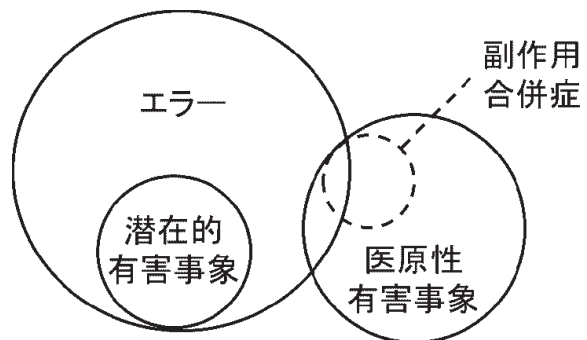 エラー
副作用
合併症
潜在的
有害事象
医原性
有害事象